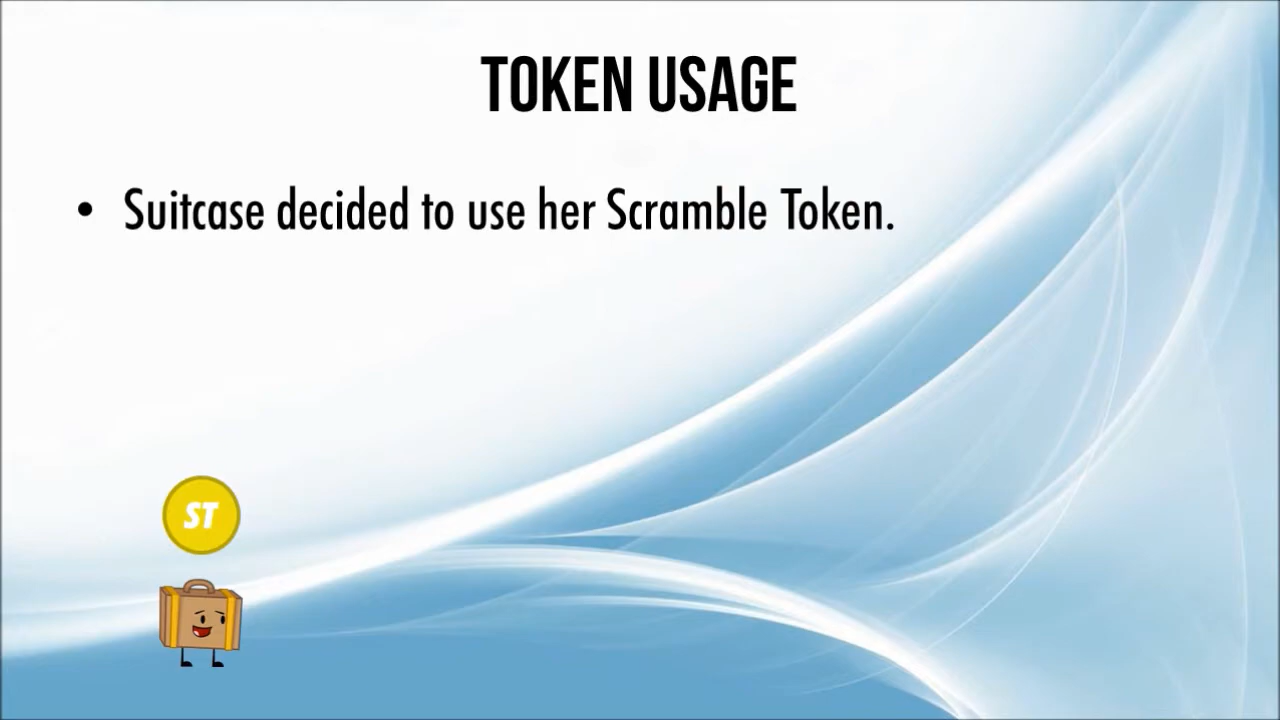 TOKEN USAGE
• Suitcase decided to use her Scramble Token.
ST